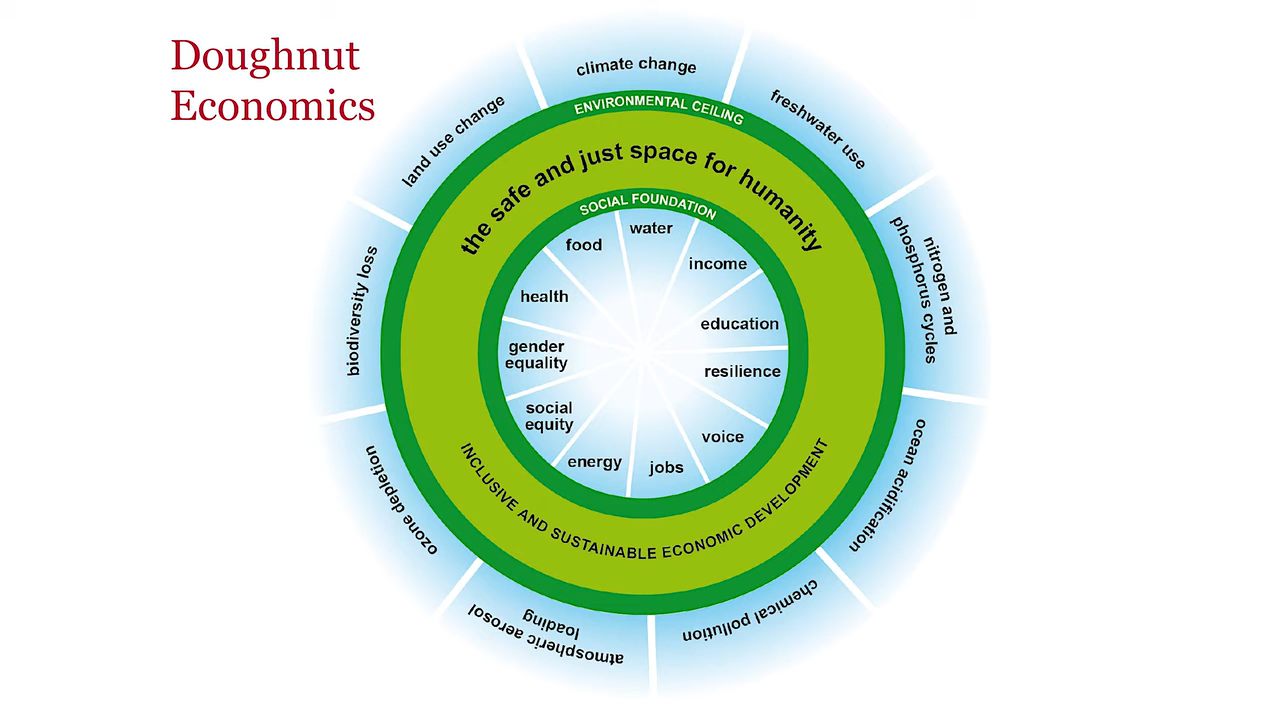 Doughnut
Economics
climate change
freshwater use
nitrogen and
phosphorus cycles
ocean acidification
chemical pollution
atmospheric aerosol
loading
ozone depletion
biodiversity loss
land use change
ENVIRONMENTAL CEILING
the safe and just space for humanity
SOCIAL FOUNDATION
water
income
education
resilience
voice
jobs
energy
social
equity
gender
equality
health
food
INCLUSIVE AND SUSTAINABLE ECONOMIC DEVELOPMENT